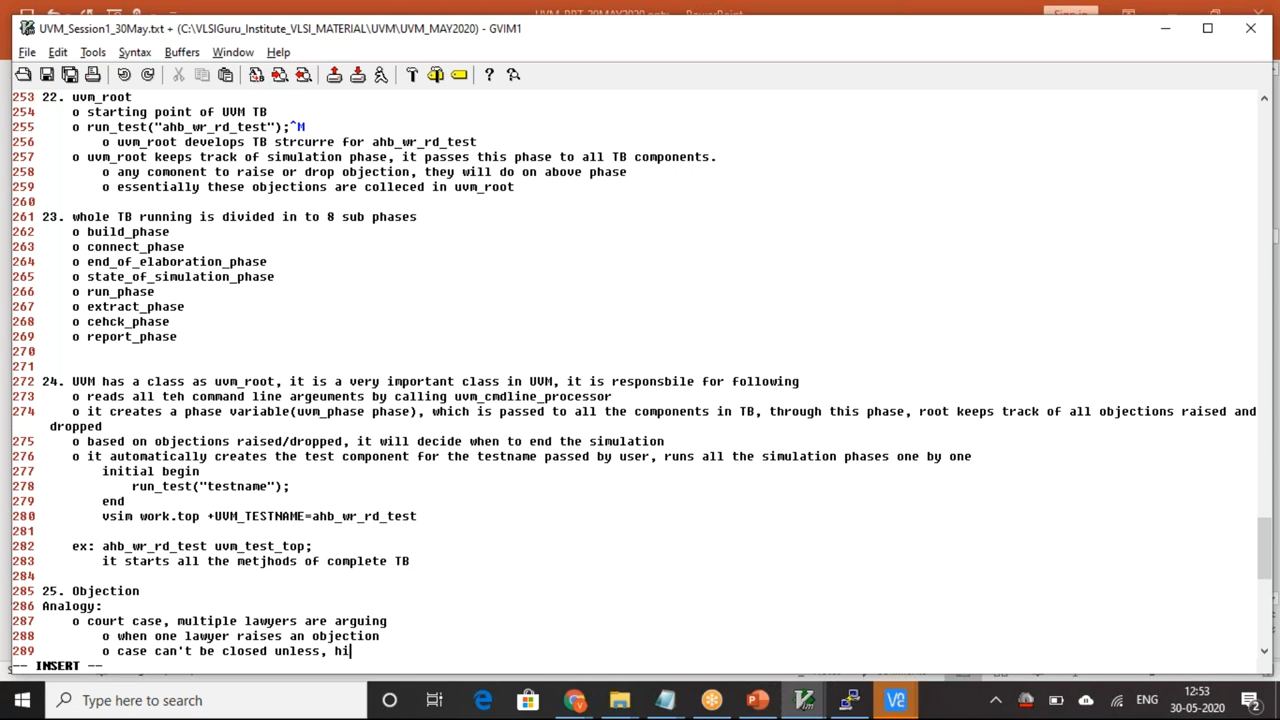 UVM_Session1_30May.txt + (C:\VLSIGuru_Institute_VLSI_MATERIAL\UVM\UVM_MAY2020) - GVIM1
File Edit Tools Syntax Buffers Window Help
253 22. uvm_root
254 o starting point of UVM TB
255 o run_test("ahb_wr_rd_test");^M
256 o uvm_root develops TB strcurre for ahb_wr_rd_test
257 o uvm_root keeps track of simulation phase, it passes this phase to all TB components.
258 o any comonent to raise or drop objection, they will do on above phase
259 o essentially these objections are colleced in uvm_root
260
261 23. whole TB running is divided in to 8 sub phases
262 o build_phase
263 o connect_phase
264 o end_of_elaboration_phase
265 o state_of_simulation_phase
266 o run_phase
267 o extract_phase
268 o cehck_phase
269 o report_phase
270
271
272 24. UVM has a class as uvm_root, it is a very important class in UVM, it is responsbile for following
273 o reads all teh command line argeuments by calling uvm_cmdline_processor
274 o it creates a phase variable(uvm_phase phase), which is passed to all the components in TB, through this phase, root keeps track of all objections raised and
dropped
275 o based on objections raised/dropped, it will decide when to end the simulation
276 o it automatically creates the test component for the testname passed by user, runs all the simulation phases one by one
277 initial begin
278 run_test("testname");
279 end
280 vsim work.top +UVM_TESTNAME=ahb_wr_rd_test
281
282 ex: ahb_wr_rd_test uvm_test_top;
283 it starts all the metjhods of complete TB
284
285 25. Objection
286 Analogy:
287 o court case, multiple lawyers are arguing
288 o when one lawyer raises an objection
289 o case can't be closed unless, hi
-- INSERT --
Type here to search
ENG
12:53
30-05-2020
2